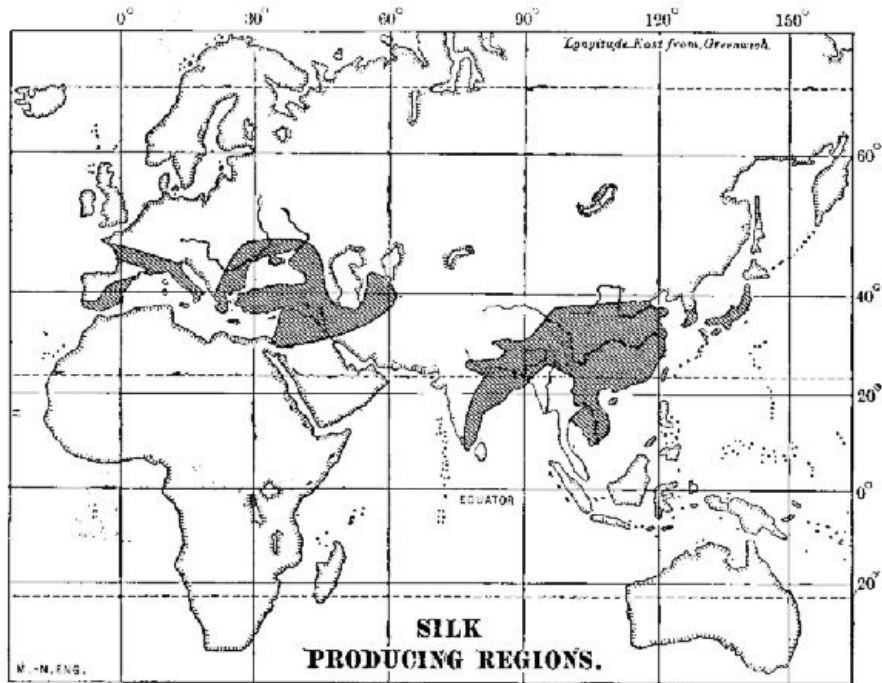 0° 30° 60° 90° 120° 150°
Longitude East from Greenwich.
60°
40°
20°
EQUATOR
0°
20°
SILK
PRODUCING REGIONS.
M.-N. ENG.